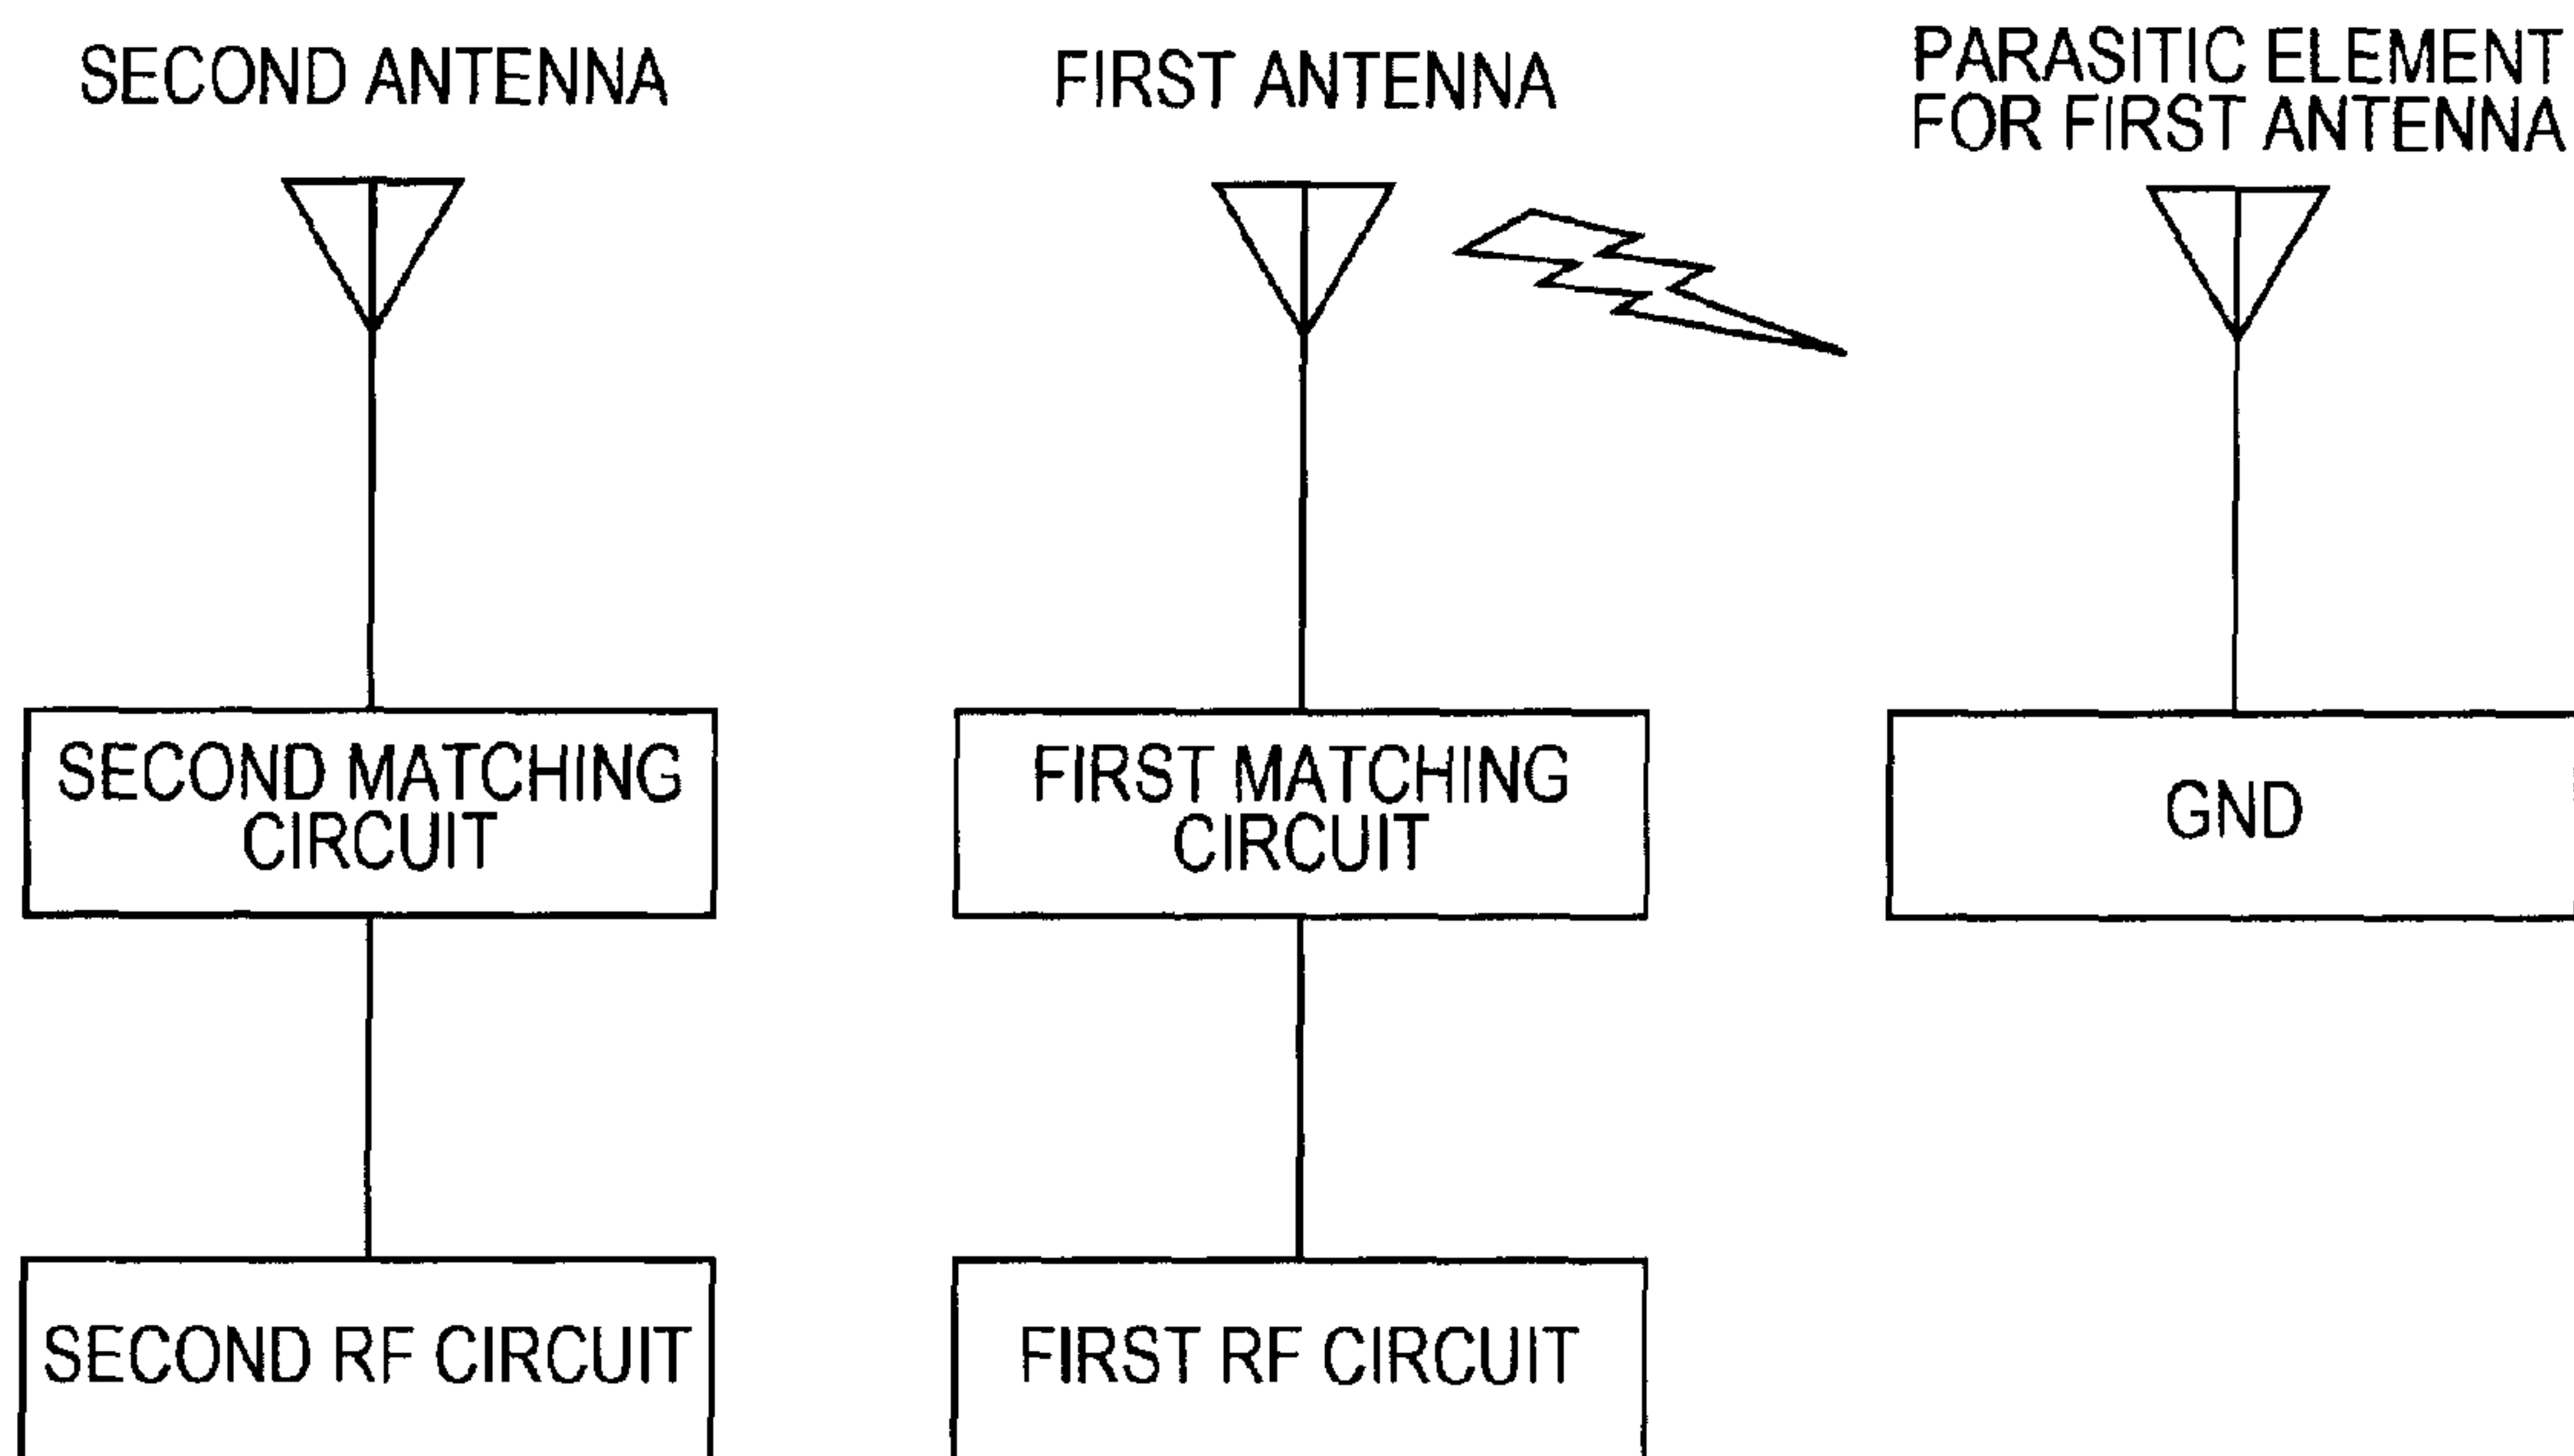 SECOND ANTENNA
FIRST ANTENNA
PARASITIC ELEMENT
FOR FIRST ANTENNA
SECOND MATCHING
CIRCUIT
FIRST MATCHING
CIRCUIT
GND
SECOND RF CIRCUIT
FIRST RF CIRCUIT